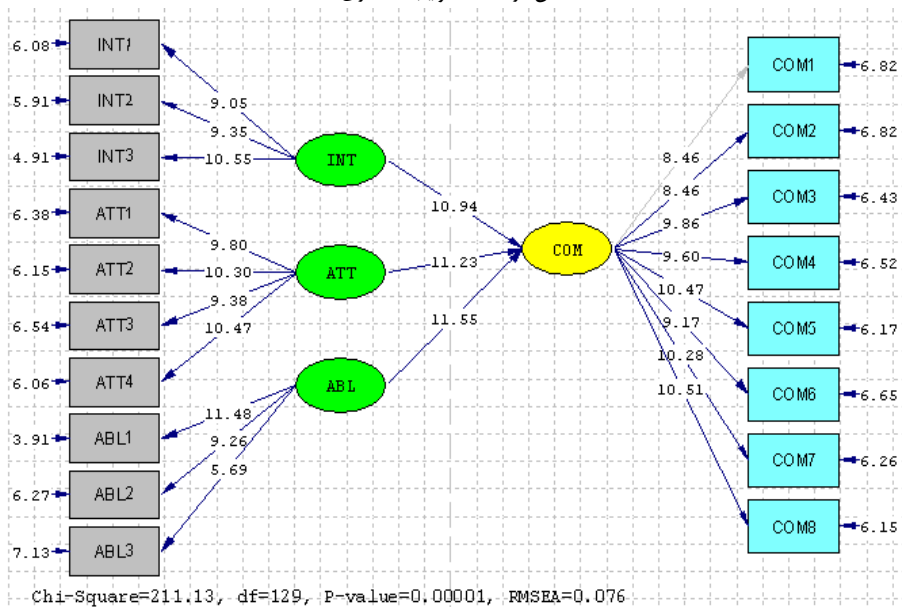 6.08 INT1
5.91 INT2
4.91 INT3
6.38 ATT1
6.15 ATT2
6.54 ATT3
6.06 ATT4
3.91 ABL1
6.27 ABL2
7.13 ABL3
9.05
9.35
10.55
9.80
10.30
9.38
10.47
11.48
9.26
5.69
INT
ATT
ABL
10.94
11.23
11.55
COM
8.46
8.46
9.86
9.60
10.47
9.17
10.28
10.51
COM1 6.82
COM2 6.82
COM3 6.43
COM4 6.52
COM5 6.17
COM6 6.65
COM7 6.26
COM8 6.15
Chi-Square=211.13, df=129, P-value=0.00001, RMSEA=0.076